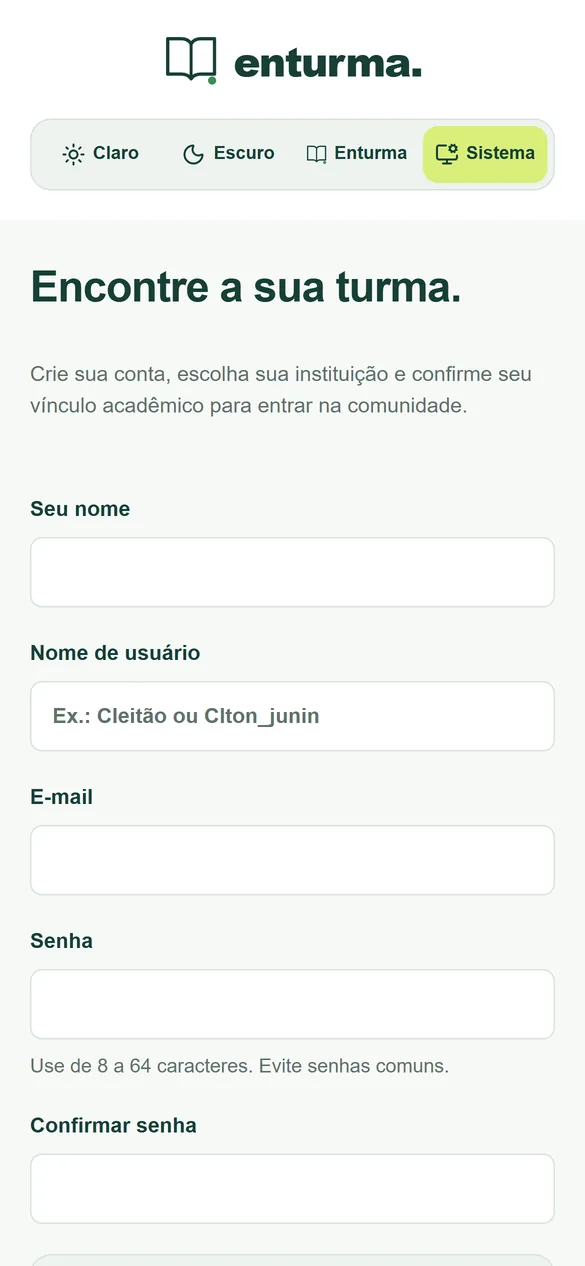 enturma.
Claro
Escuro
Enturma
Sistema
Encontre a sua turma.
Crie sua conta, escolha sua instituição e confirme seu
vínculo acadêmico para entrar na comunidade.
Seu nome
Nome de usuário
Ex.: Cleitão ou Clton_junin
E-mail
Senha
Use de 8 a 64 caracteres. Evite senhas comuns.
Confirmar senha